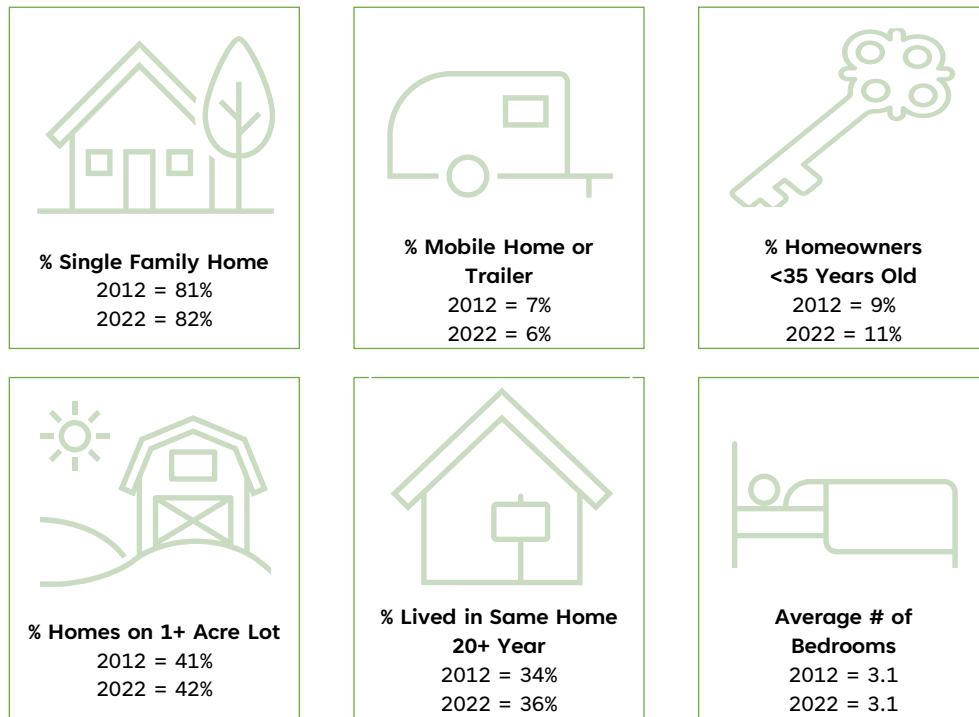 % Single Family Home
2012 = 81%
2022 = 82%
% Mobile Home or
Trailer
2012 = 7%
2022 = 6%
% Homeowners
<35 Years Old
2012 = 9%
2022 = 11%
% Homes on 1+ Acre Lot
2012 = 41%
2022 = 42%
% Lived in Same Home
20+ Year
2012 = 34%
2022 = 36%
Average # of
Bedrooms
2012 = 3.1
2022 = 3.1